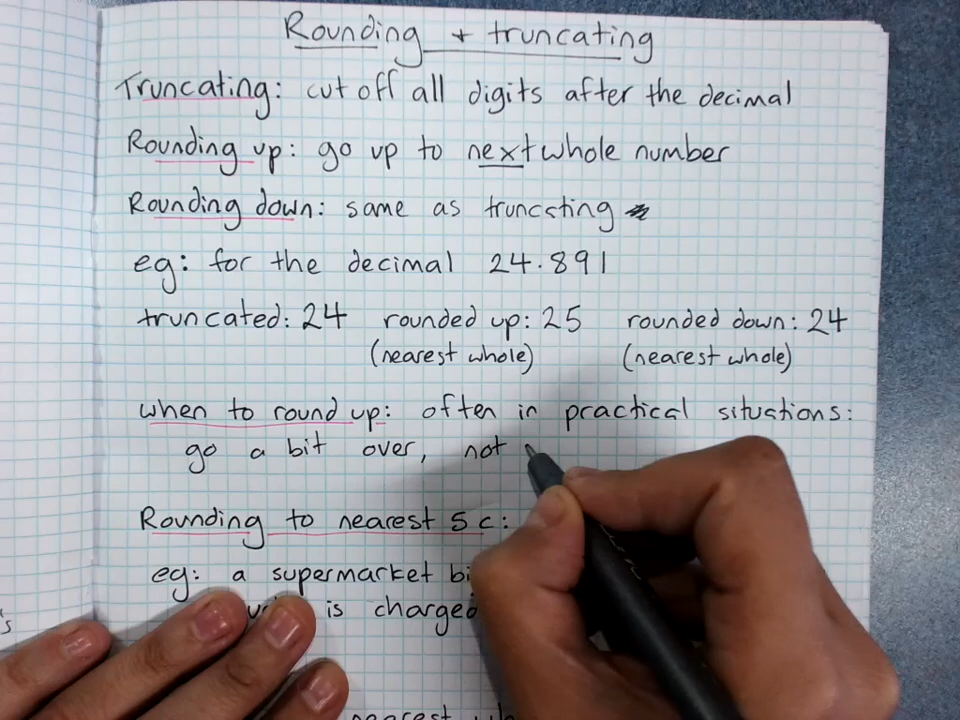 Rounding + truncating
Truncating: cut off all digits after the decimal
Rounding up: go up to next whole number
Rounding down: same as truncating
eg: for the decimal 24.891
truncated: 24 rounded up: 25 rounded down: 24
(nearest whole) (nearest whole)
when to round up: often in practical situations:
go a bit over, not
Rounding to nearest 5c:
eg: a supermarket
is charged
nearest
's